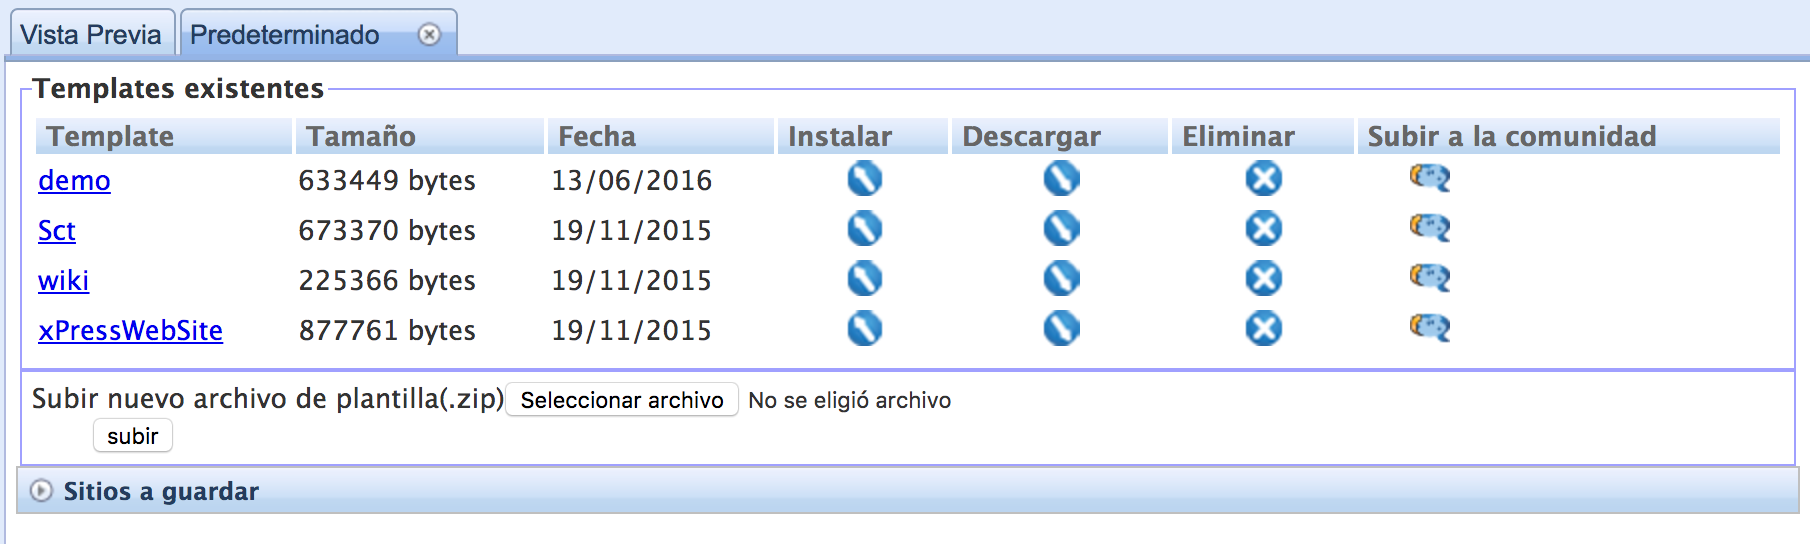 Vista Previa Predeterminado
Templates existentes
Template Tamaño Fecha Instalar Descargar Eliminar Subir a la comunidad
demo 633449 bytes 13/06/2016
Sct 673370 bytes 19/11/2015
wiki 225366 bytes 19/11/2015
xPressWebSite 877761 bytes 19/11/2015
Subir nuevo archivo de plantilla(.zip) Seleccionar archivo No se eligió archivo
subir
Sitios a guardar